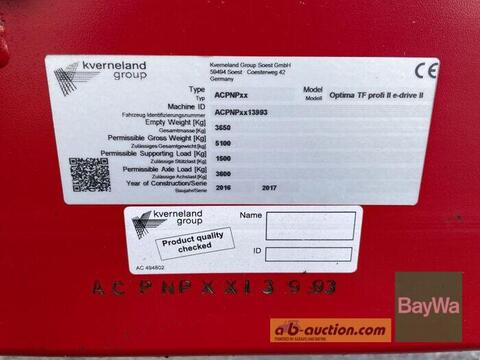 kverneland group
Kverneland Group Soest GmbH
59494 Soest Coesterweg 42
Germany
CE
Type ACPNPxx Model Optima TF profi II e-drive II
Typ Modell
Machine ID ACPNPxx13993
Fahrzeug Identifizierungsnummer
Empty Weight [Kg] 3650
Gesamtmasse [Kg]
Permissible Gross Weight [Kg] 5100
Zulässiges Gesamtgewicht [Kg]
Permissible Supporting Load [Kg] 1500
Zulässige Stützlast [Kg]
Permissible Axle Load [Kg] 3600
Zulässige Achslast [Kg]
Year of Construction/Serie 2016 2017
Baujahr/Serie
kverneland group
Name
Product quality checked
ID
AC 494802
ACPNPXX13993
BayWa
ab-auction.com